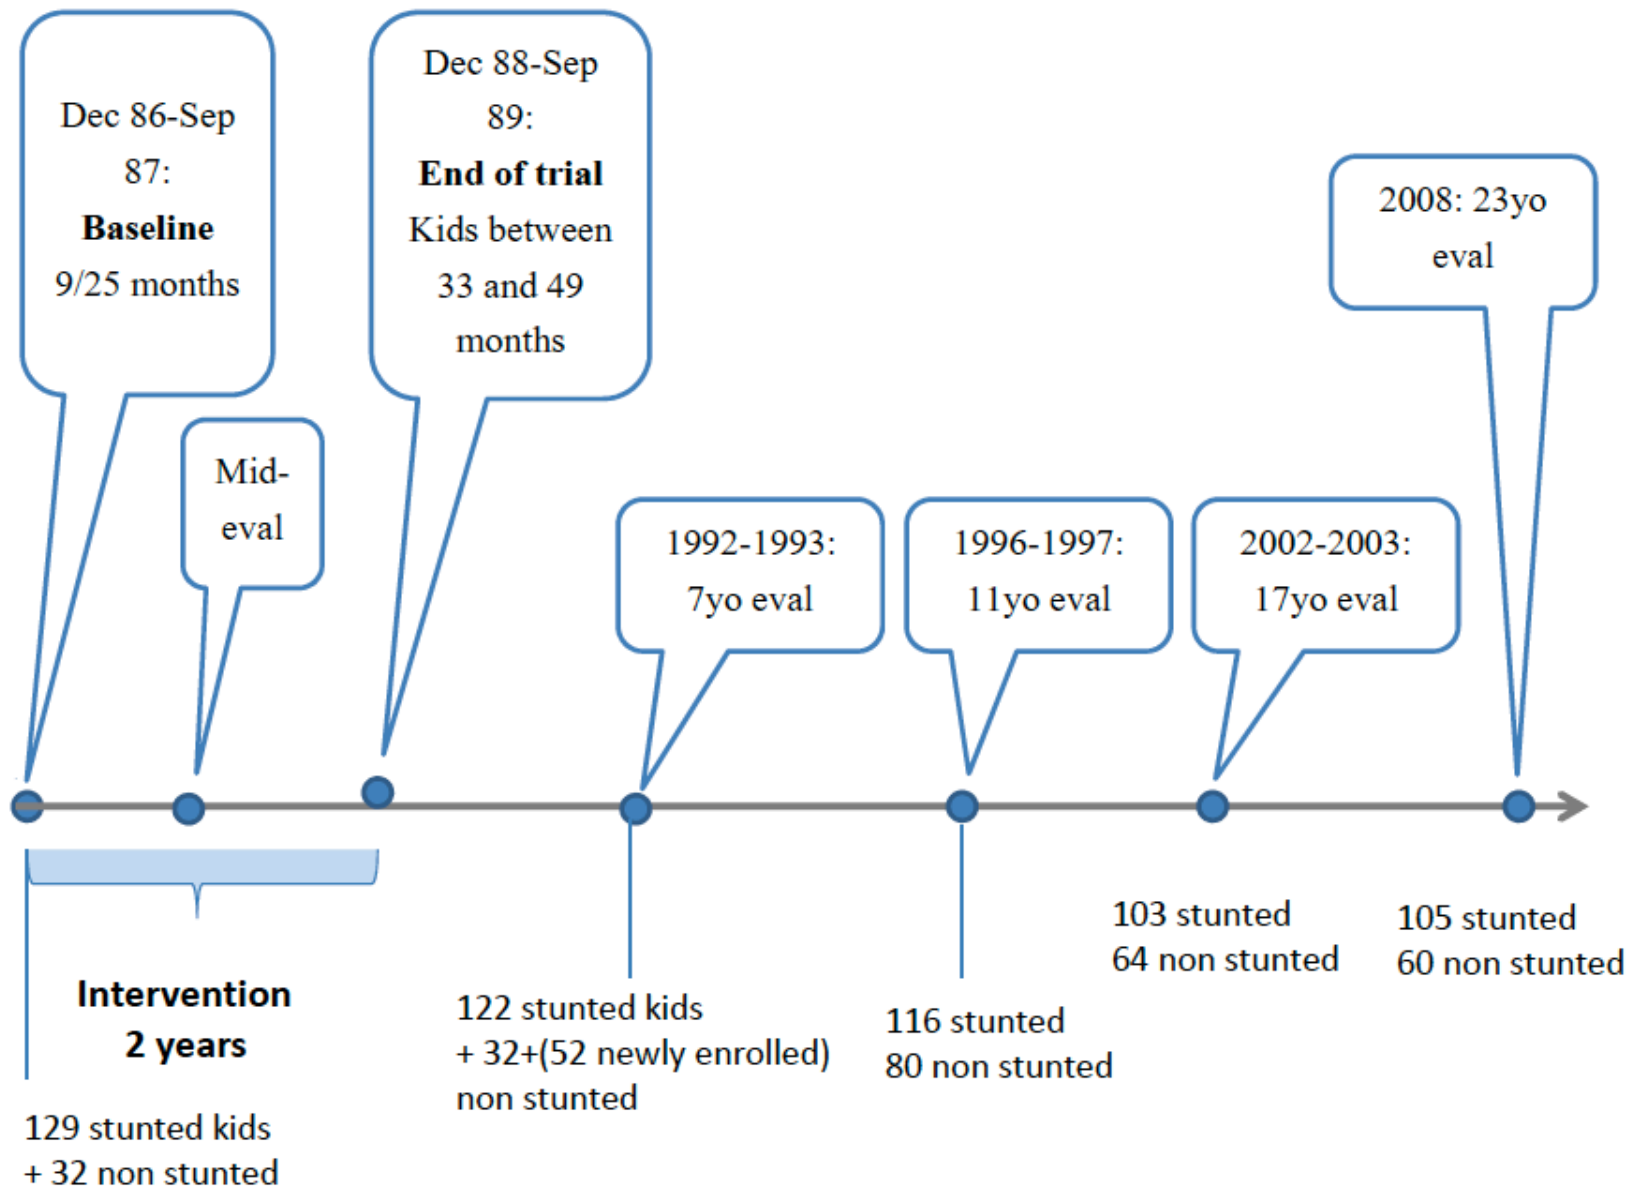 Dec 86-Sep
87:
Baseline
9/25 months
Mid-
eval
Dec 88-Sep
89:
End of trial
Kids between
33 and 49
months
1992-1993:
7yo eval
1996-1997:
11yo eval
2002-2003:
17yo eval
2008: 23yo
eval
Intervention
2 years
129 stunted kids
+ 32 non stunted
122 stunted kids
+ 32+(52 newly enrolled)
non stunted
116 stunted
80 non stunted
103 stunted
64 non stunted
105 stunted
60 non stunted